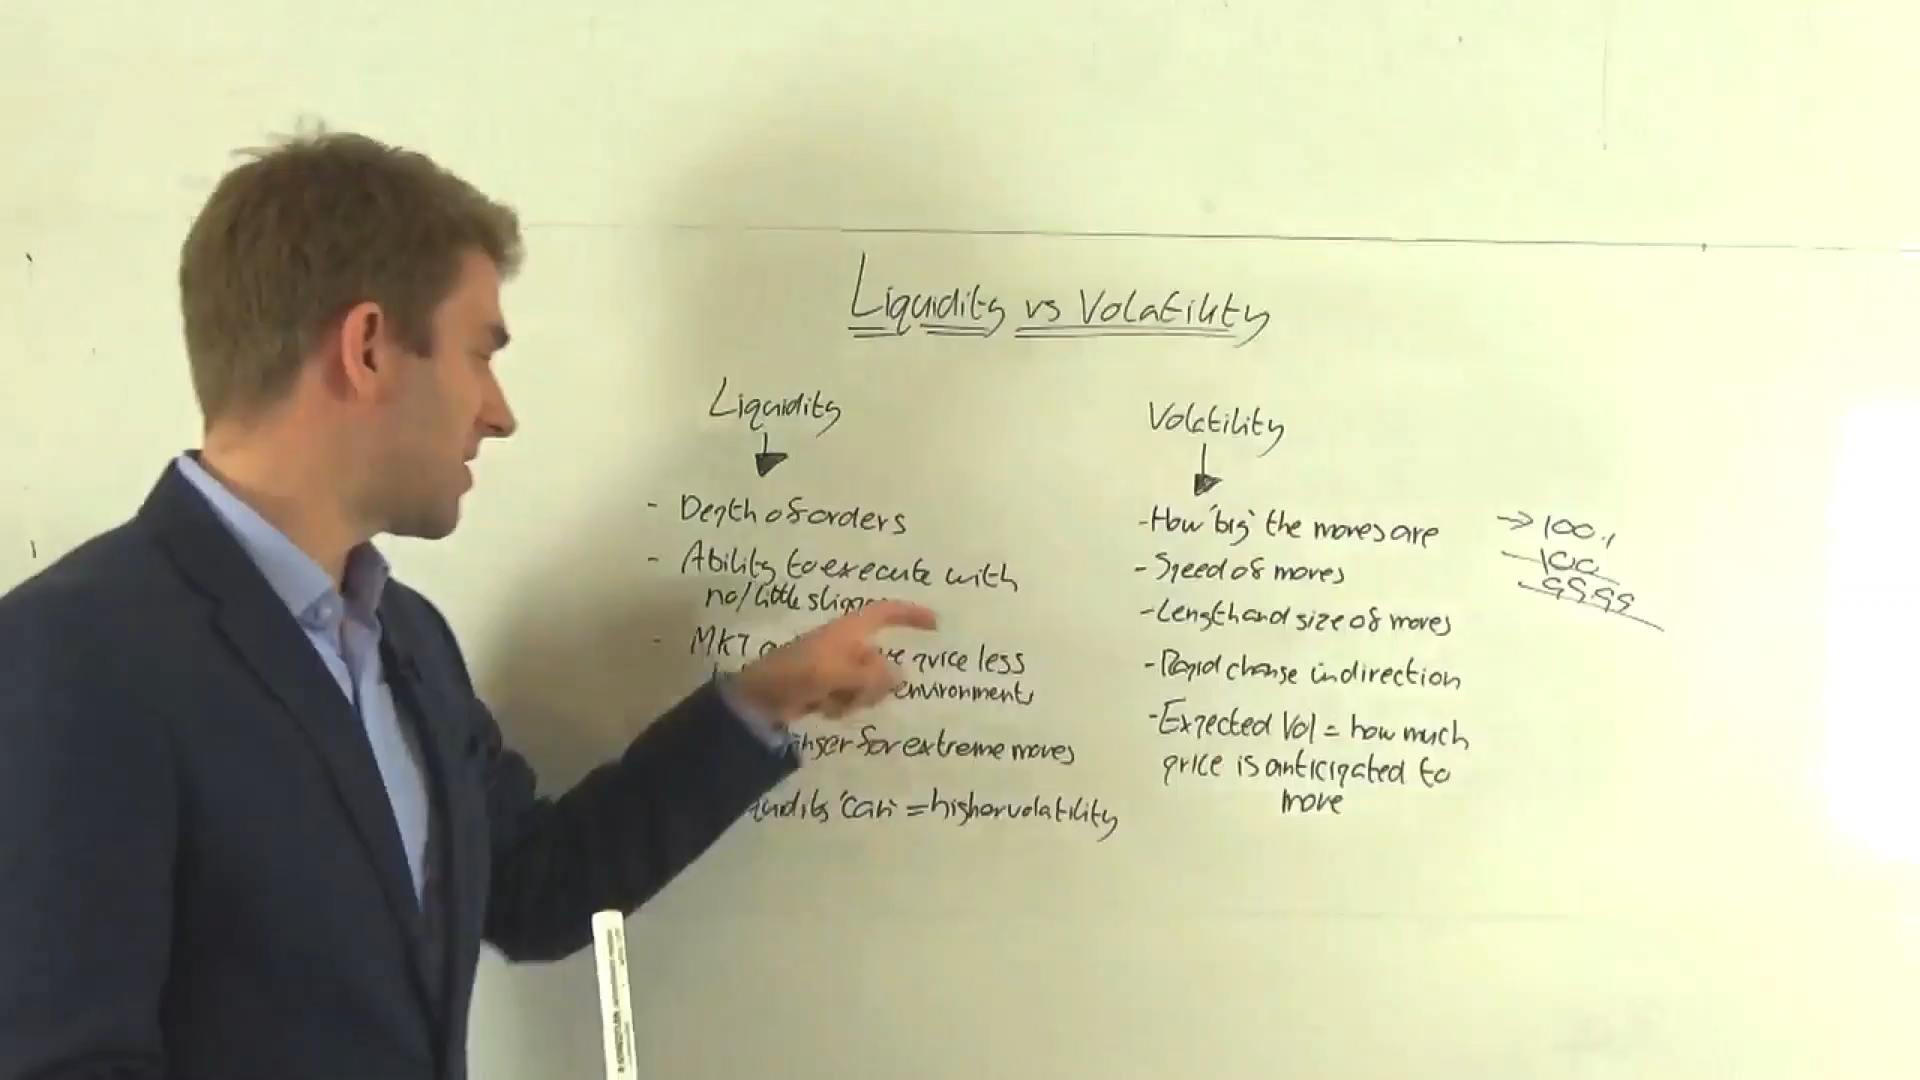 Liquidity vs Volatility
Liquidity
- Depth of orders
- Ability to execute with
no/little
- MKT price less
environments
for extreme moves
'can' = higher volatility
Volatility
- How 'big' the moves are
- Speed of moves
- Length and size of moves
- Rapid change in direction
- Expected Vol = how much
price is anticipated to
move
→ 100.1
100
99.99